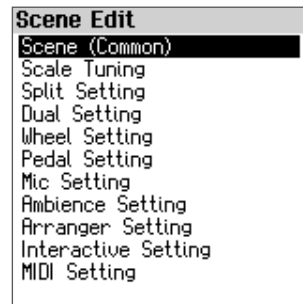 Scene Edit
Scene (Common)
Scale Tuning
Split Setting
Dual Setting
Wheel Setting
Pedal Setting
Mic Setting
Ambience Setting
Arranger Setting
Interactive Setting
MIDI Setting